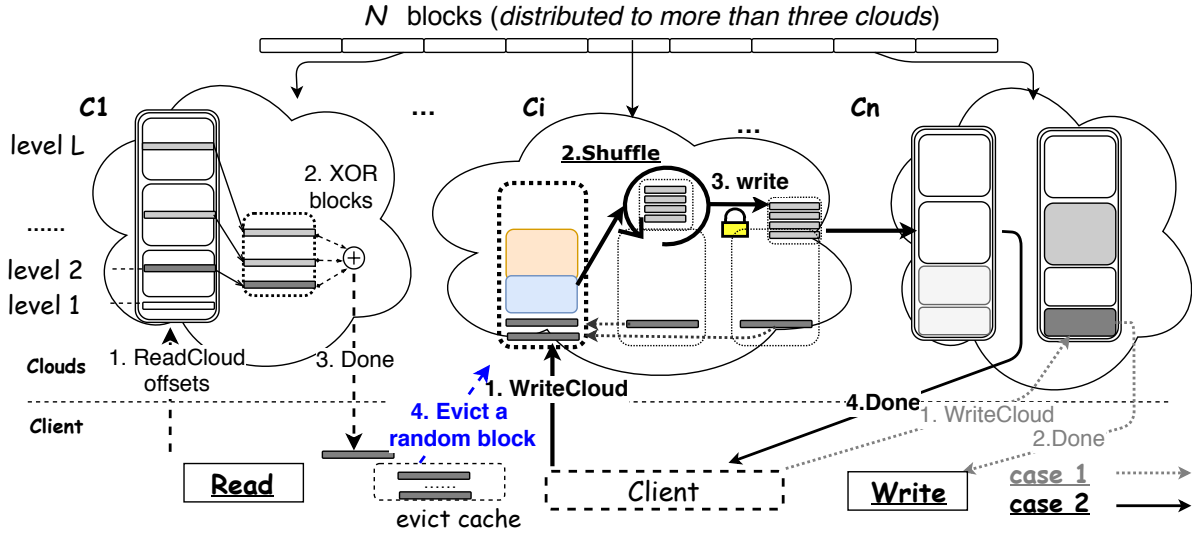 N blocks (distributed to more than three clouds)
C1
...
Ci
...
Cn
level L
......
level 2
level 1
2. XOR
blocks
2.Shuffle
3. write
1. ReadCloud
offsets
3. Done
Clouds
Client
1. WriteCloud
4. Evict a
random block
4.Done
1. WriteCloud
2.Done
Read
......
evict cache
Client
Write
case 1
case 2